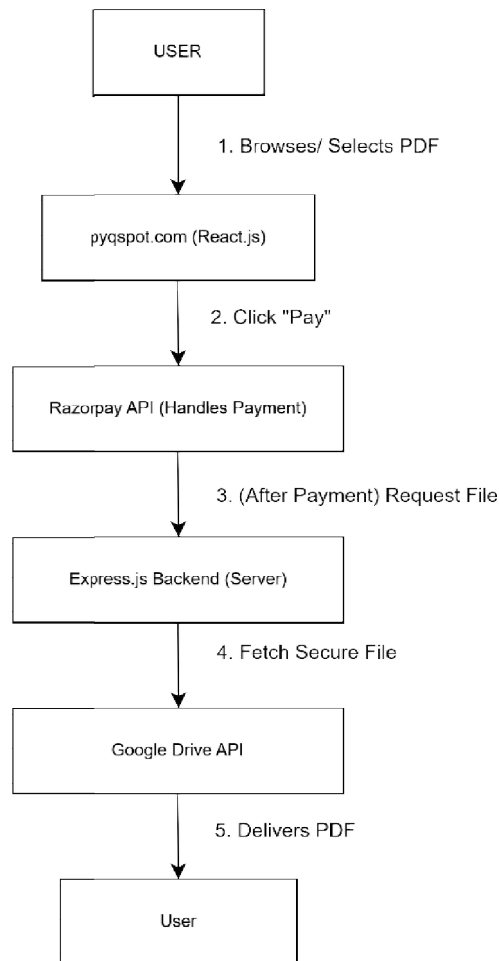 USER
1. Browses/ Selects PDF
pyqspot.com (React.js)
2. Click "Pay"
Razorpay API (Handles Payment)
3. (After Payment) Request File
Express.js Backend (Server)
4. Fetch Secure File
Google Drive API
5. Delivers PDF
User